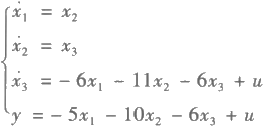 ẋ₁ = x₂
ẋ₂ = x₃
ẋ₃ = − 6x₁ − 11x₂ − 6x₃ + u
y = − 5x₁ − 10x₂ − 6x₃ + u